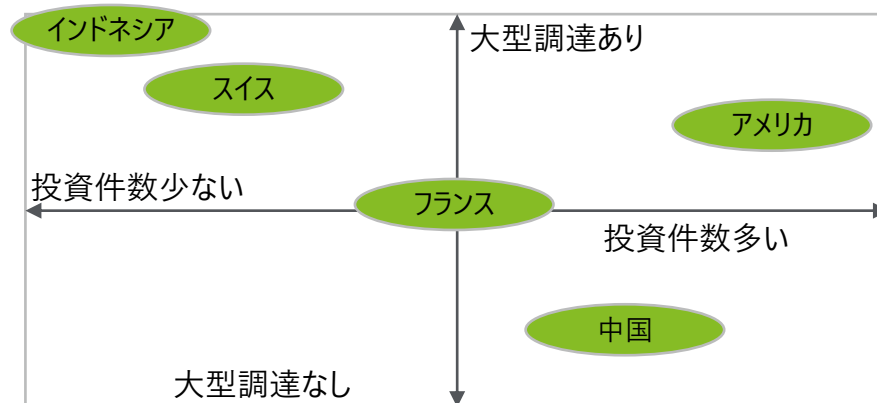 インドネシア
大型調達あり
スイス
アメリカ
投資件数少ない
フランス
投資件数多い
中国
大型調達なし